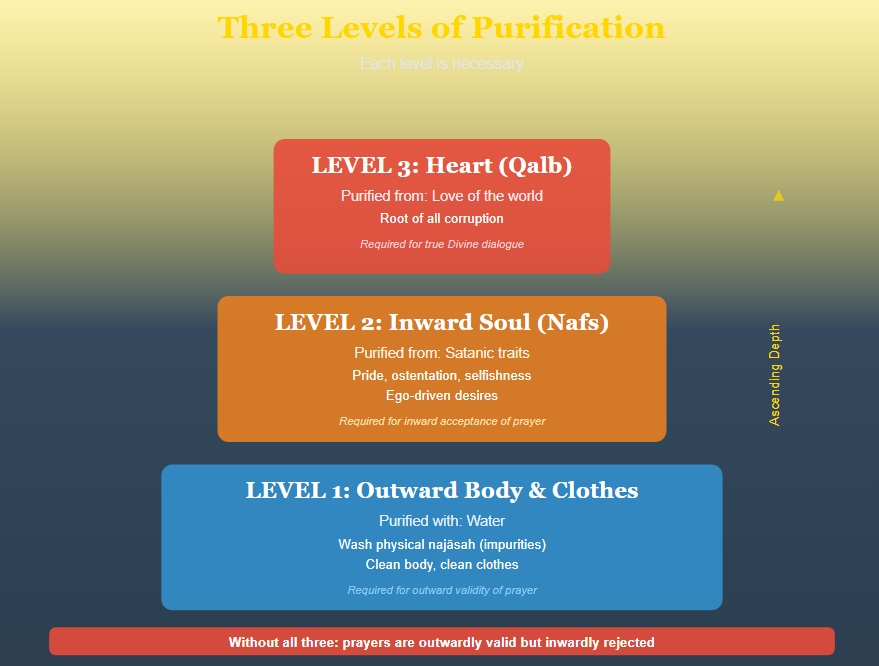 Three Levels of Purification
Each level is necessary
LEVEL 3: Heart (Qalb)
Purified from: Love of the world
Root of all corruption
Required for true Divine dialogue
▲
LEVEL 2: Inward Soul (Nafs)
Purified from: Satanic traits
Pride, ostentation, selfishness
Ego-driven desires
Required for inward acceptance of prayer
Ascending Depth
LEVEL 1: Outward Body & Clothes
Purified with: Water
Wash physical najāsah (impurities)
Clean body, clean clothes
Required for outward validity of prayer
Without all three: prayers are outwardly valid but inwardly rejected